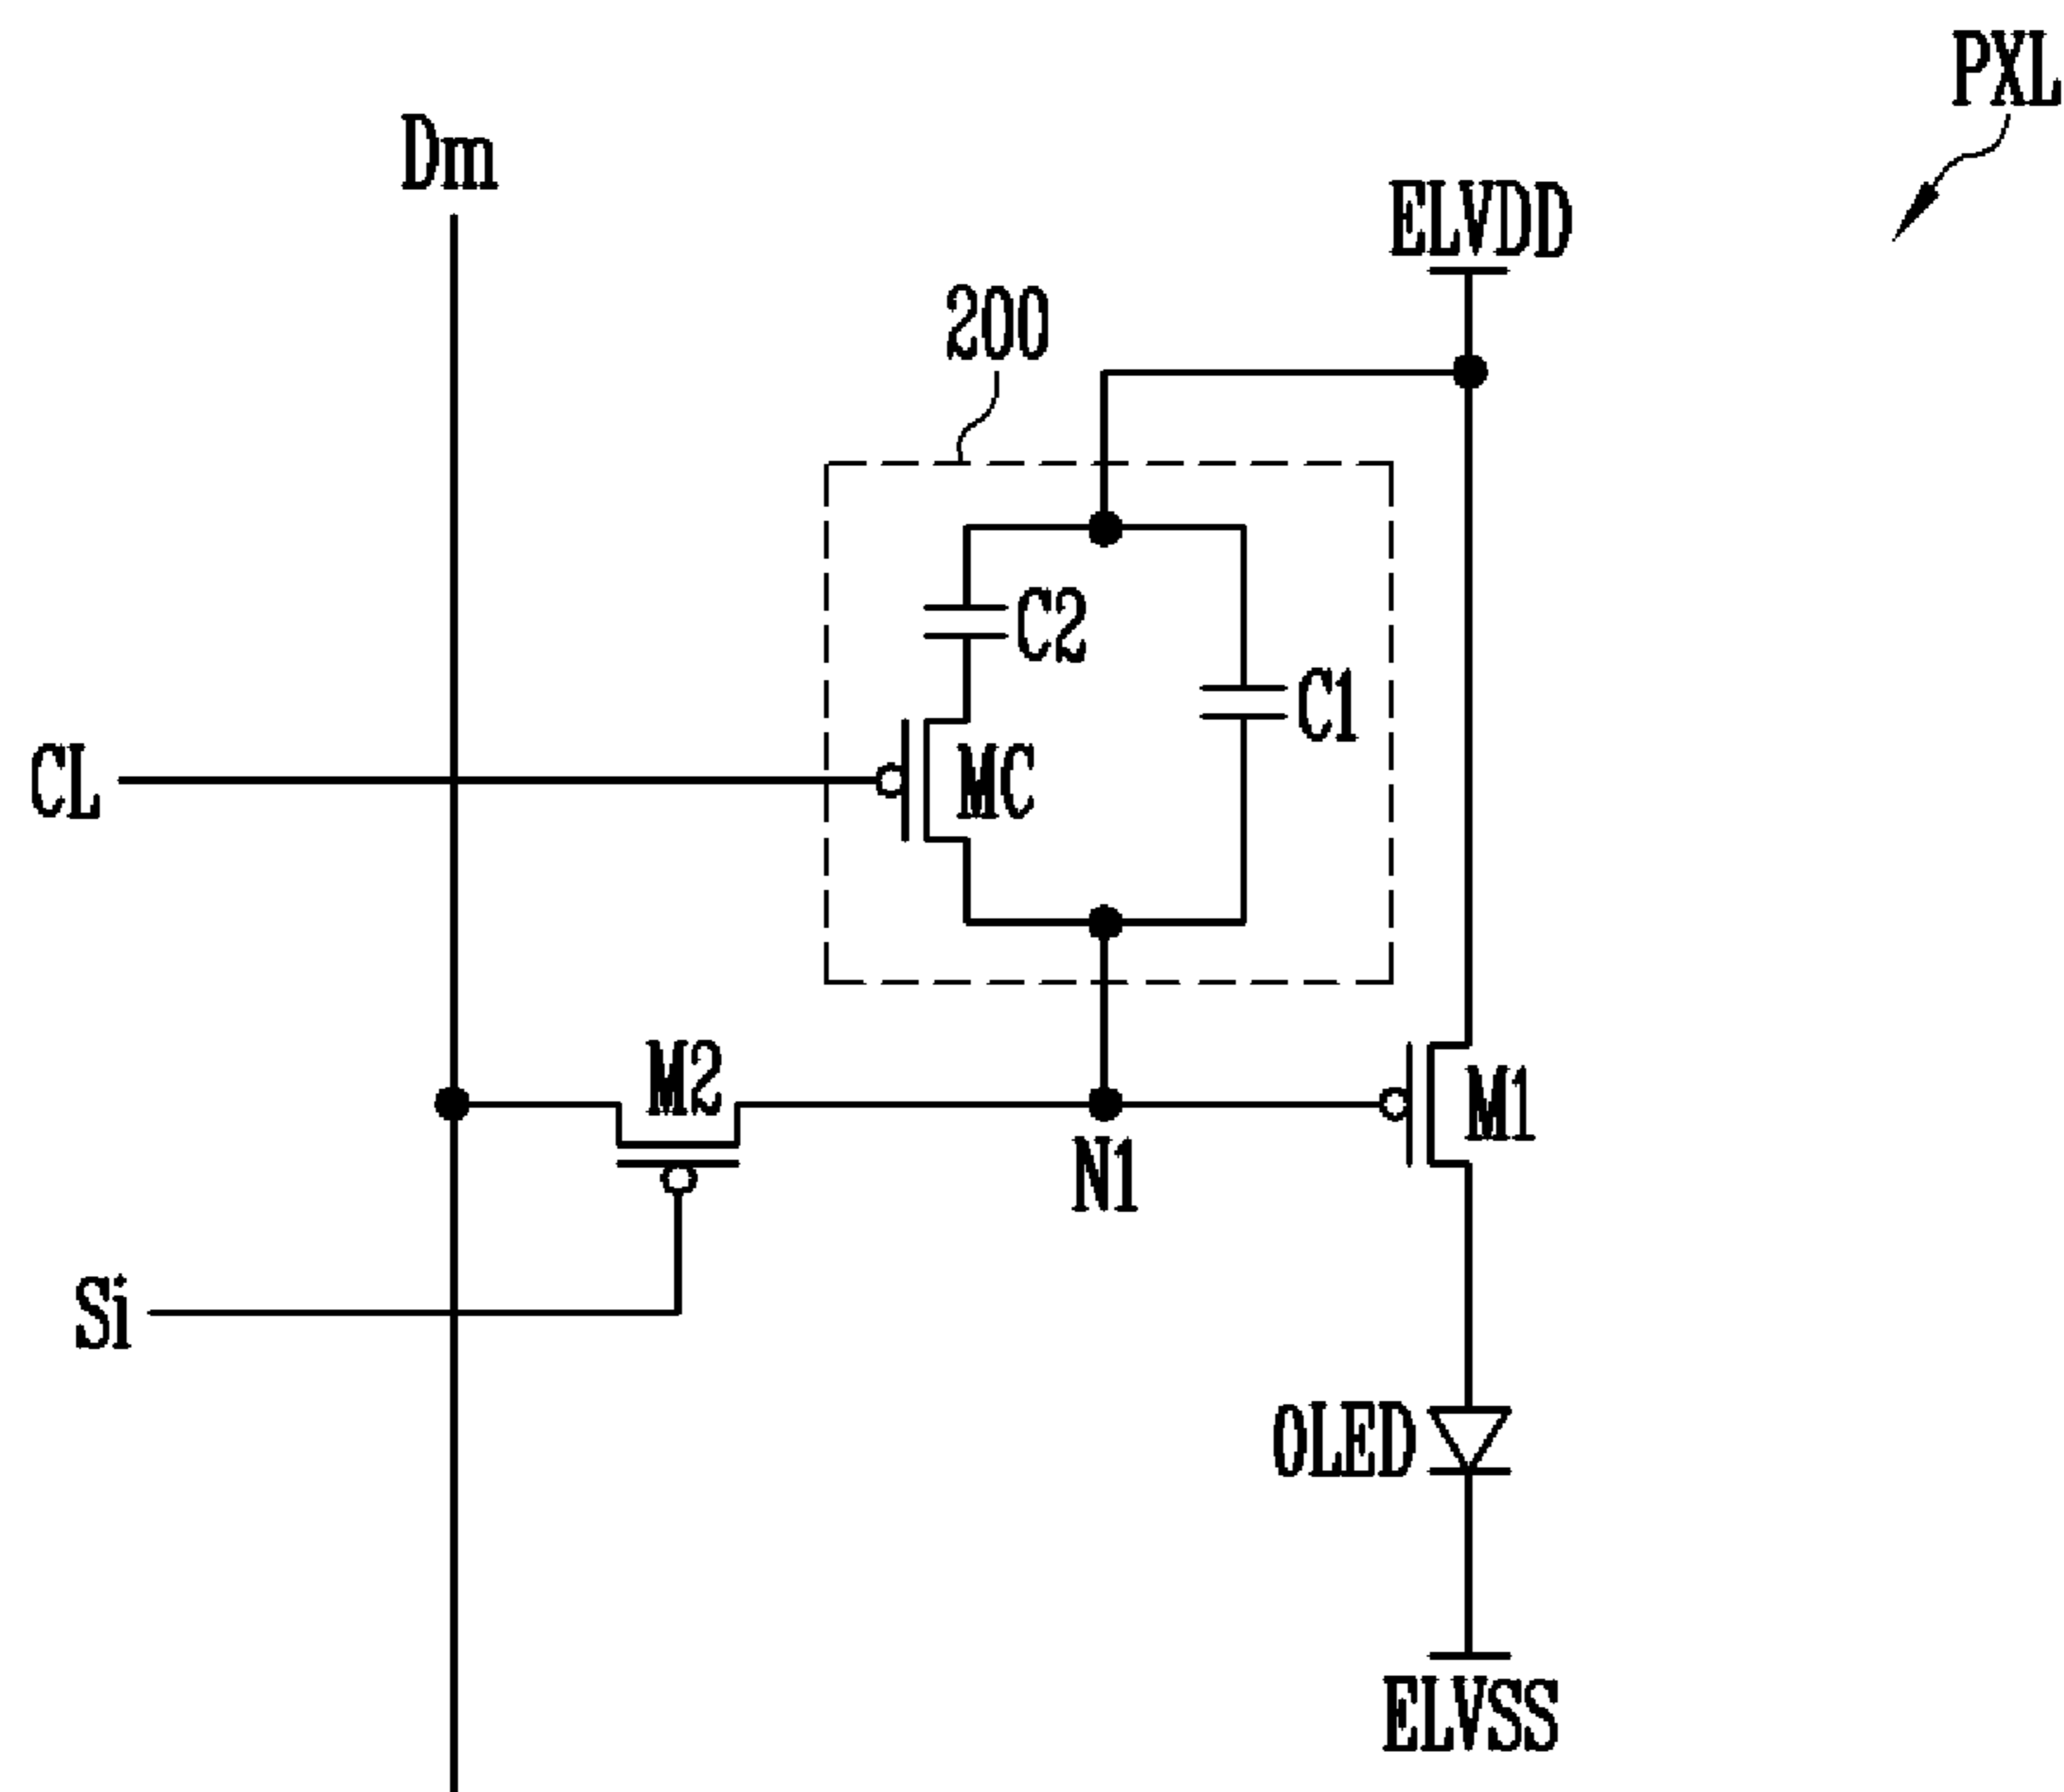 PXL
Dm
ELVDD
200
C2
C1
CL
MC
M2
M1
N1
Si
OLED
ELVSS